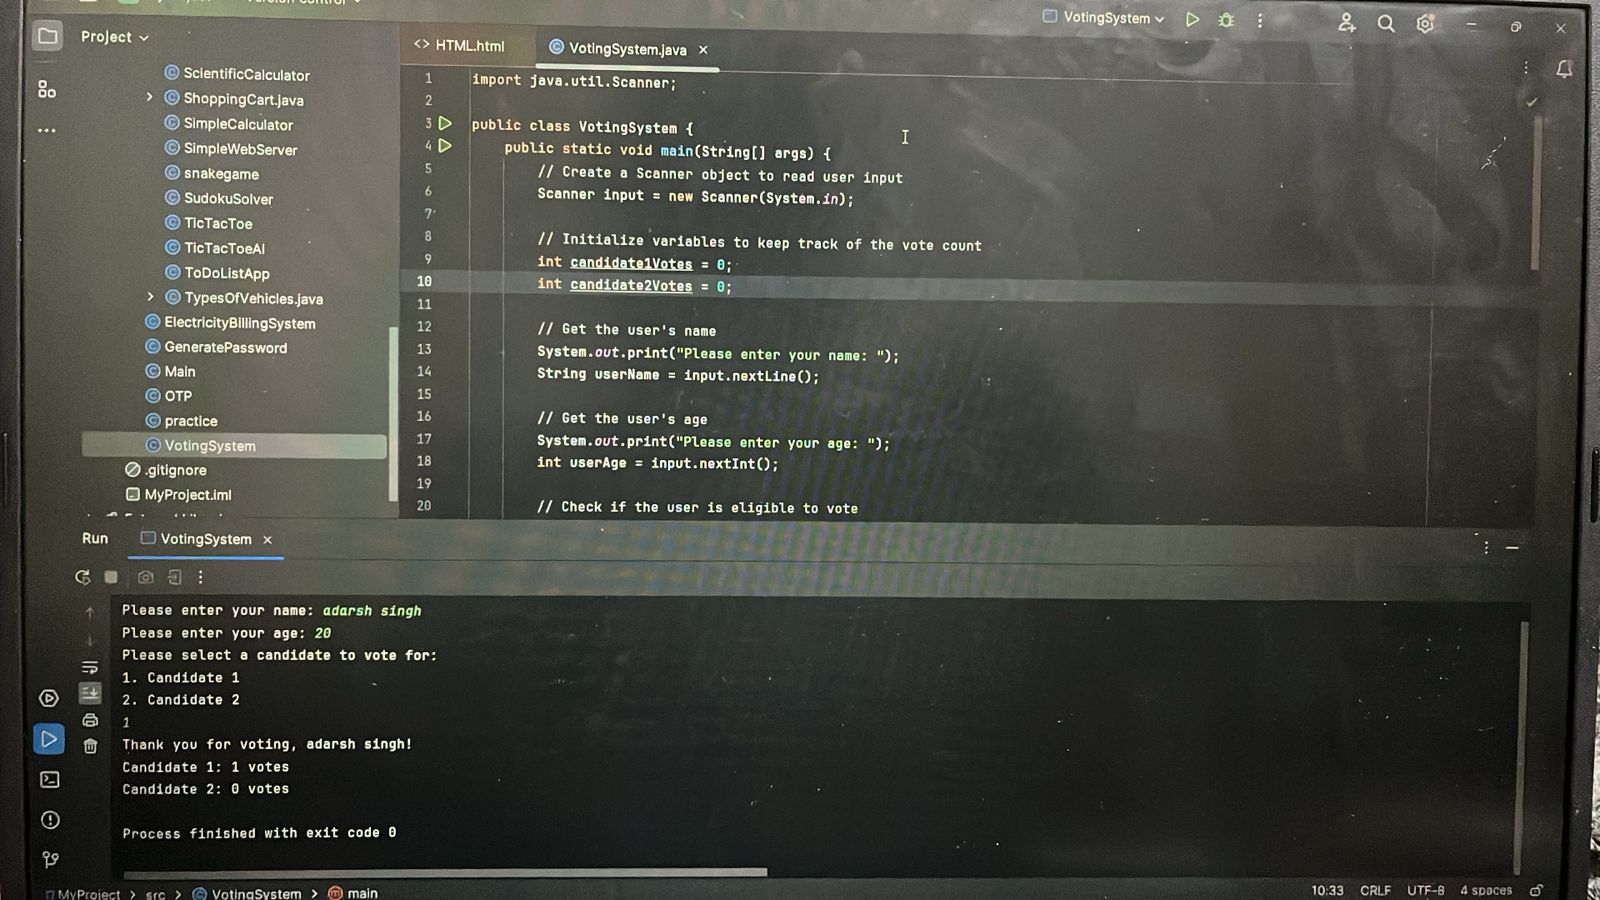 Version control
VotingSystem
Project
HTML.html
VotingSystem.java
ScientificCalculator
ShoppingCart.java
SimpleCalculator
SimpleWebServer
snakegame
SudokuSolver
TicTacToe
TicTacToeAI
ToDoListApp
TypesOfVehicles.java
ElectricityBillingSystem
GeneratePassword
Main
OTP
practice
VotingSystem
.gitignore
MyProject.iml
1 import java.util.Scanner;
2
3 public class VotingSystem {
4 public static void main(String[] args) {
5 // Create a Scanner object to read user input
6 Scanner input = new Scanner(System.in);
7
8 // Initialize variables to keep track of the vote count
9 int candidate1Votes = 0;
10 int candidate2Votes = 0;
11
12 // Get the user's name
13 System.out.print("Please enter your name: ");
14 String userName = input.nextLine();
15
16 // Get the user's age
17 System.out.print("Please enter your age: ");
18 int userAge = input.nextInt();
19
20 // Check if the user is eligible to vote
Run VotingSystem
Please enter your name: adarsh singh
Please enter your age: 20
Please select a candidate to vote for:
1. Candidate 1
2. Candidate 2
1
Thank you for voting, adarsh singh!
Candidate 1: 1 votes
Candidate 2: 0 votes
Process finished with exit code 0
MyProject > src > VotingSystem > main
10:33 CRLF UTF-8 4 spaces